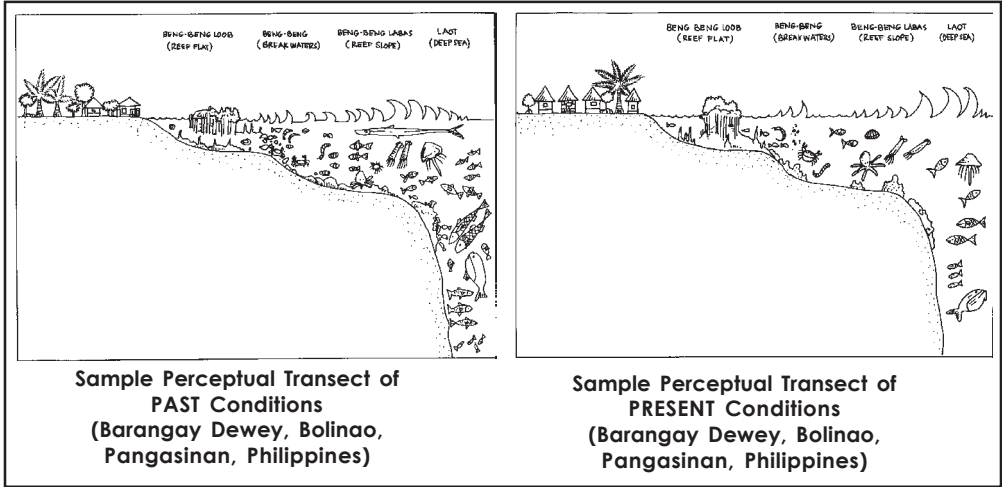 BENG-BENG LOOB
(REEF FLAT)
BENG-BENG
(BREAKWATERS)
BENG-BENG LABAS
(REEF SLOPE)
LAOT
(DEEP SEA)
BENG BENG LOOB
(REEF FLAT)
BENG-BENG
(BREAKWATERS)
BENG-BENG LABAS
(REEF SLOPE)
LAOT
(DEEP SEA)
Sample Perceptual Transect of
PAST Conditions
(Barangay Dewey, Bolinao,
Pangasinan, Philippines)
Sample Perceptual Transect of
PRESENT Conditions
(Barangay Dewey, Bolinao,
Pangasinan, Philippines)